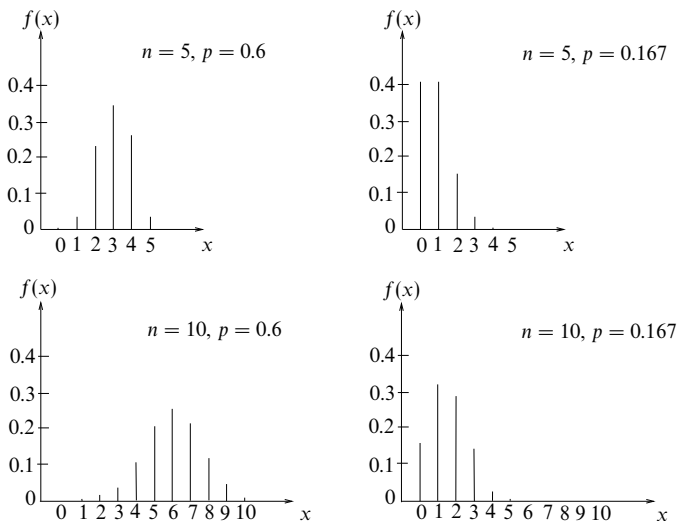 f(x)
n = 5, p = 0.6
0.4
0.3
0.2
0.1
0
0 1 2 3 4 5 x
f(x)
n = 5, p = 0.167
0.4
0.3
0.2
0.1
0
0 1 2 3 4 5 x
f(x)
n = 10, p = 0.6
0.4
0.3
0.2
0.1
0
0 1 2 3 4 5 6 7 8 9 10 x
f(x)
n = 10, p = 0.167
0.4
0.3
0.2
0.1
0
0 1 2 3 4 5 6 7 8 9 10 x